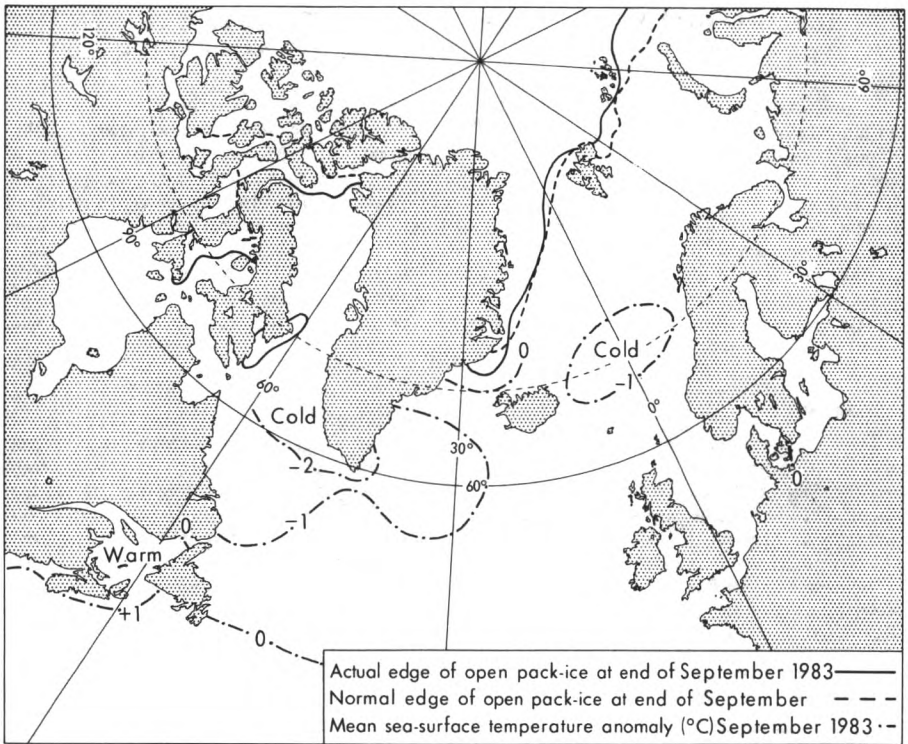 120°
60°
90°
30°
0
Cold
-1
60°
Cold
0°
30°
-2
60°
0
-1
0
Warm
+1
0
Actual edge of open pack-ice at end of September 1983
Normal edge of open pack-ice at end of September
Mean sea-surface temperature anomaly (°C) September 1983